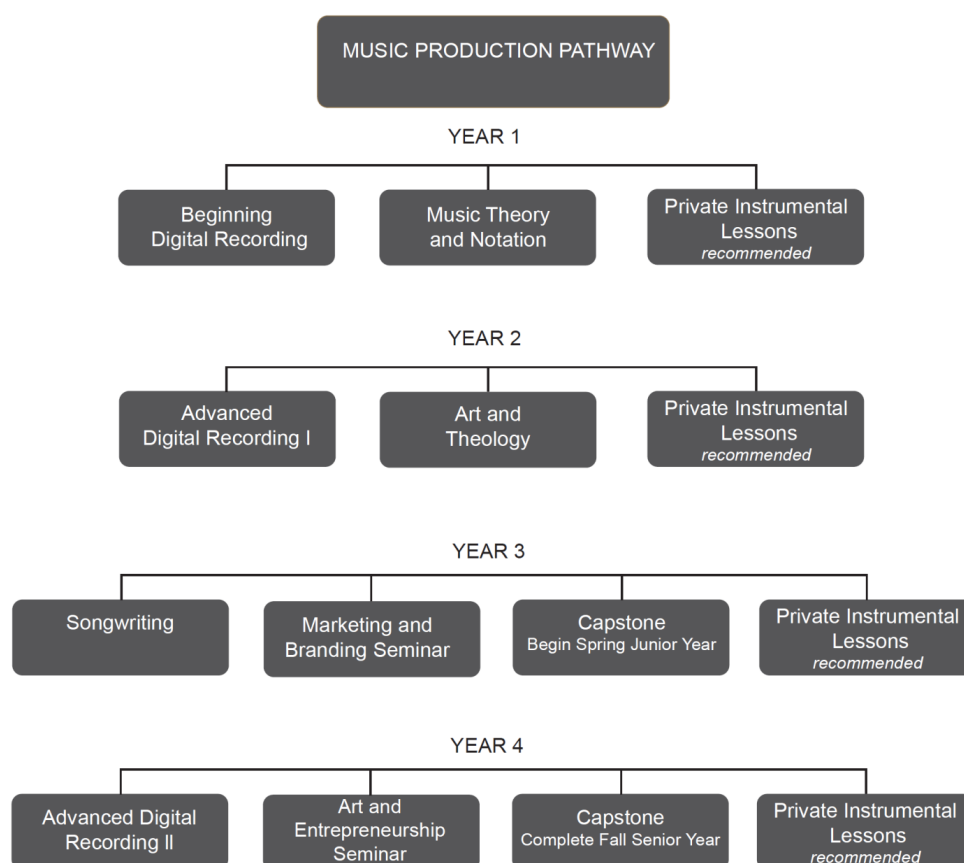 MUSIC PRODUCTION PATHWAY
YEAR 1
Beginning
Digital Recording
Music Theory
and Notation
Private Instrumental
Lessons
recommended
YEAR 2
Advanced
Digital Recording I
Art and
Theology
Private Instrumental
Lessons
recommended
YEAR 3
Songwriting
Marketing and
Branding Seminar
Capstone
Begin Spring Junior Year
Private Instrumental
Lessons
recommended
YEAR 4
Advanced Digital
Recording II
Art and
Entrepreneurship
Seminar
Capstone
Complete Fall Senior Year
Private Instrumental
Lessons
recommended